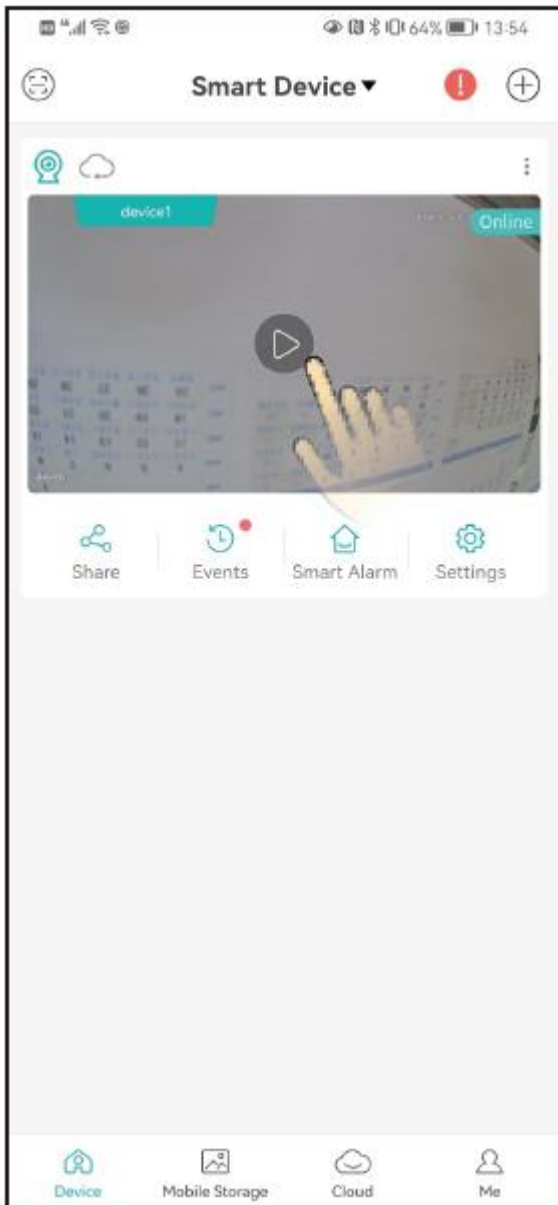 64% 13:54
Smart Device
device1
Online
Share Events Smart Alarm Settings
Device Mobile Storage Cloud Me